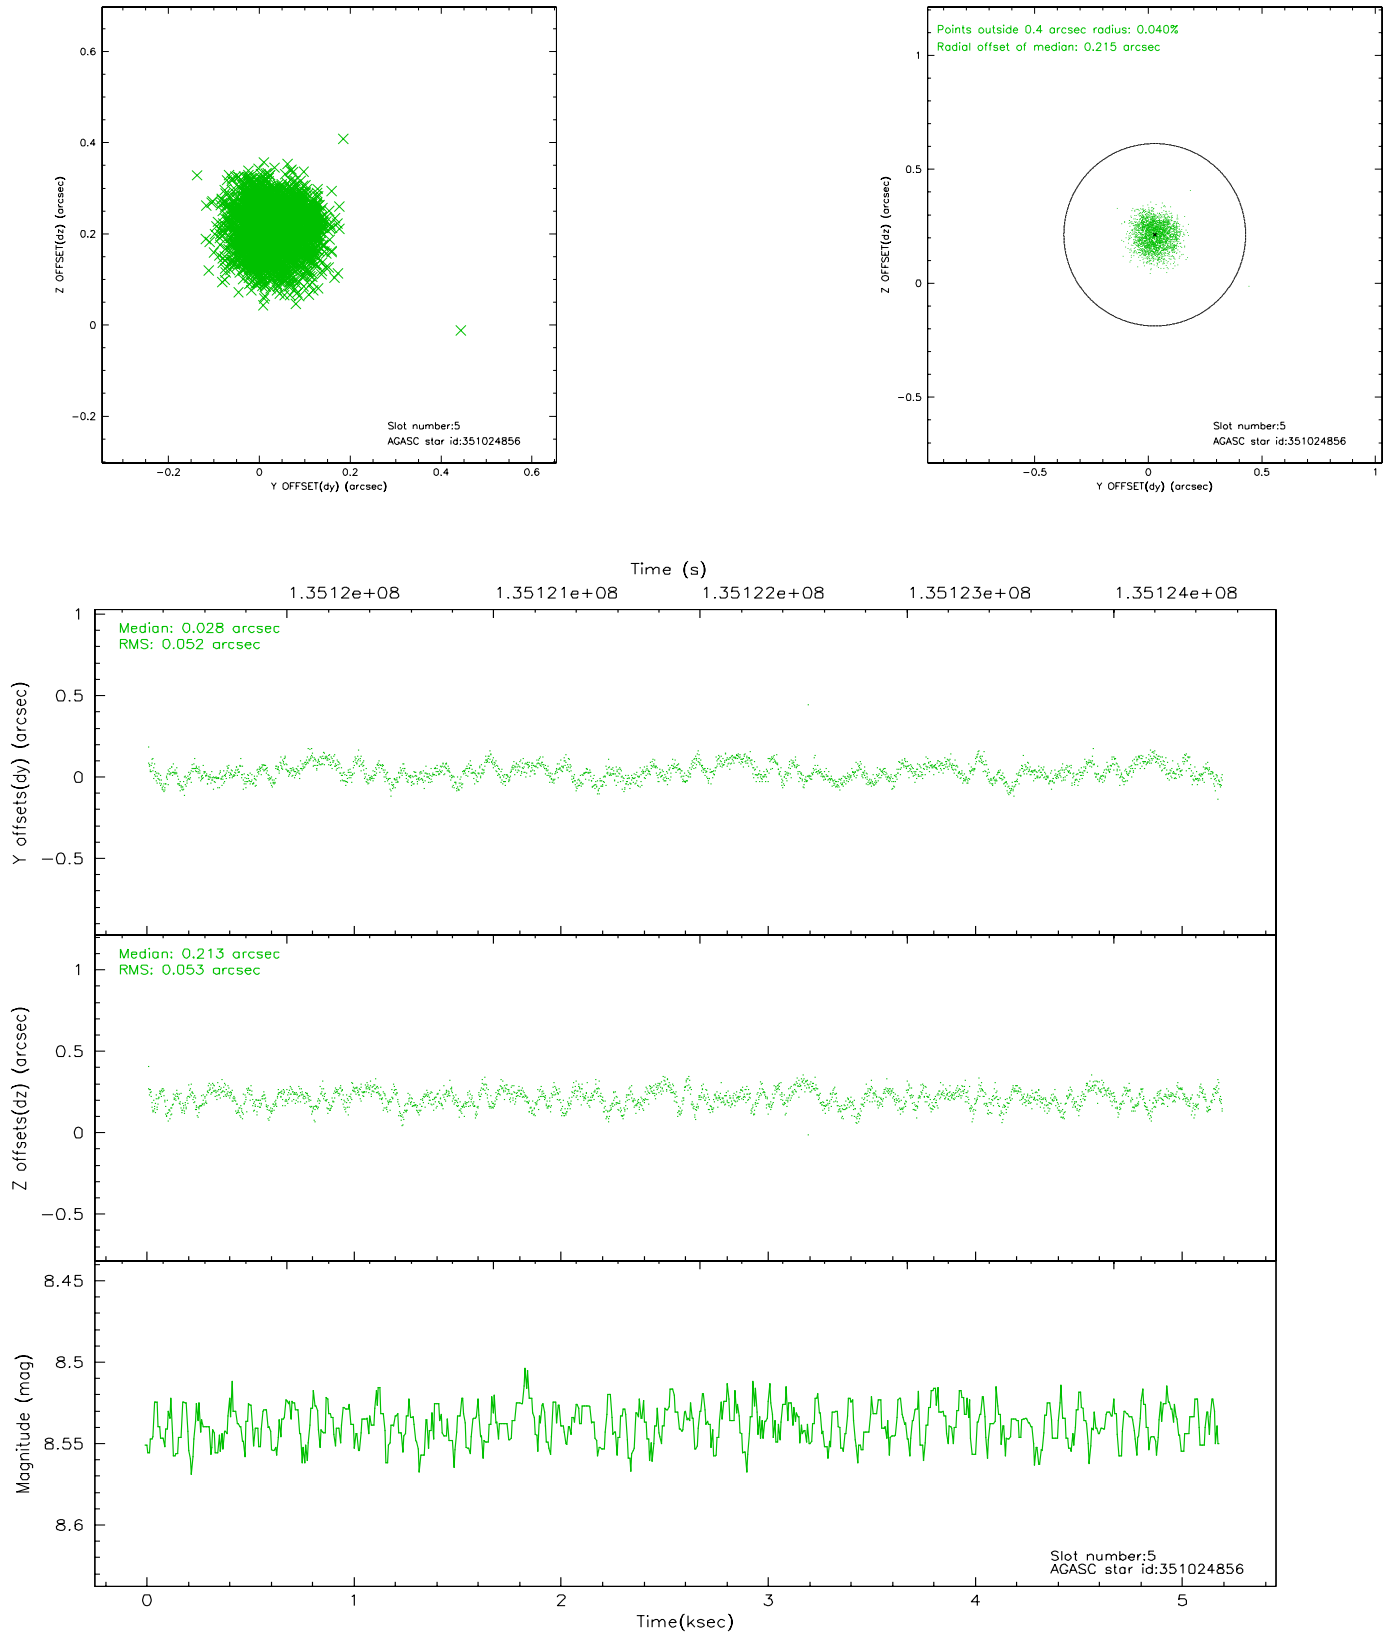 0.6
0.4
0.2
0
−0.2
Z OFFSET(dz) (arcsec)
Slot number:5
AGASC star id:351024856
−0.2 0 0.2 0.4 0.6
Y OFFSET(dy) (arcsec)
Points outside 0.4 arcsec radius: 0.040%
Radial offset of median: 0.215 arcsec
1
0.5
0
−0.5
Z OFFSET(dz) (arcsec)
Slot number:5
AGASC star id:351024856
−0.5 0 0.5 1
Y OFFSET(dy) (arcsec)
Time (s)
1.3512e+08 1.35121e+08 1.35122e+08 1.35123e+08 1.35124e+08
Median: 0.028 arcsec
RMS: 0.052 arcsec
1
0.5
0
−0.5
Y offsets(dy) (arcsec)
Median: 0.213 arcsec
RMS: 0.053 arcsec
1
0.5
0
−0.5
Z offsets(dz) (arcsec)
8.45
8.5
8.55
8.6
Magnitude (mag)
Slot number:5
AGASC star id:351024856
0 1 2 3 4 5
Time(ksec)